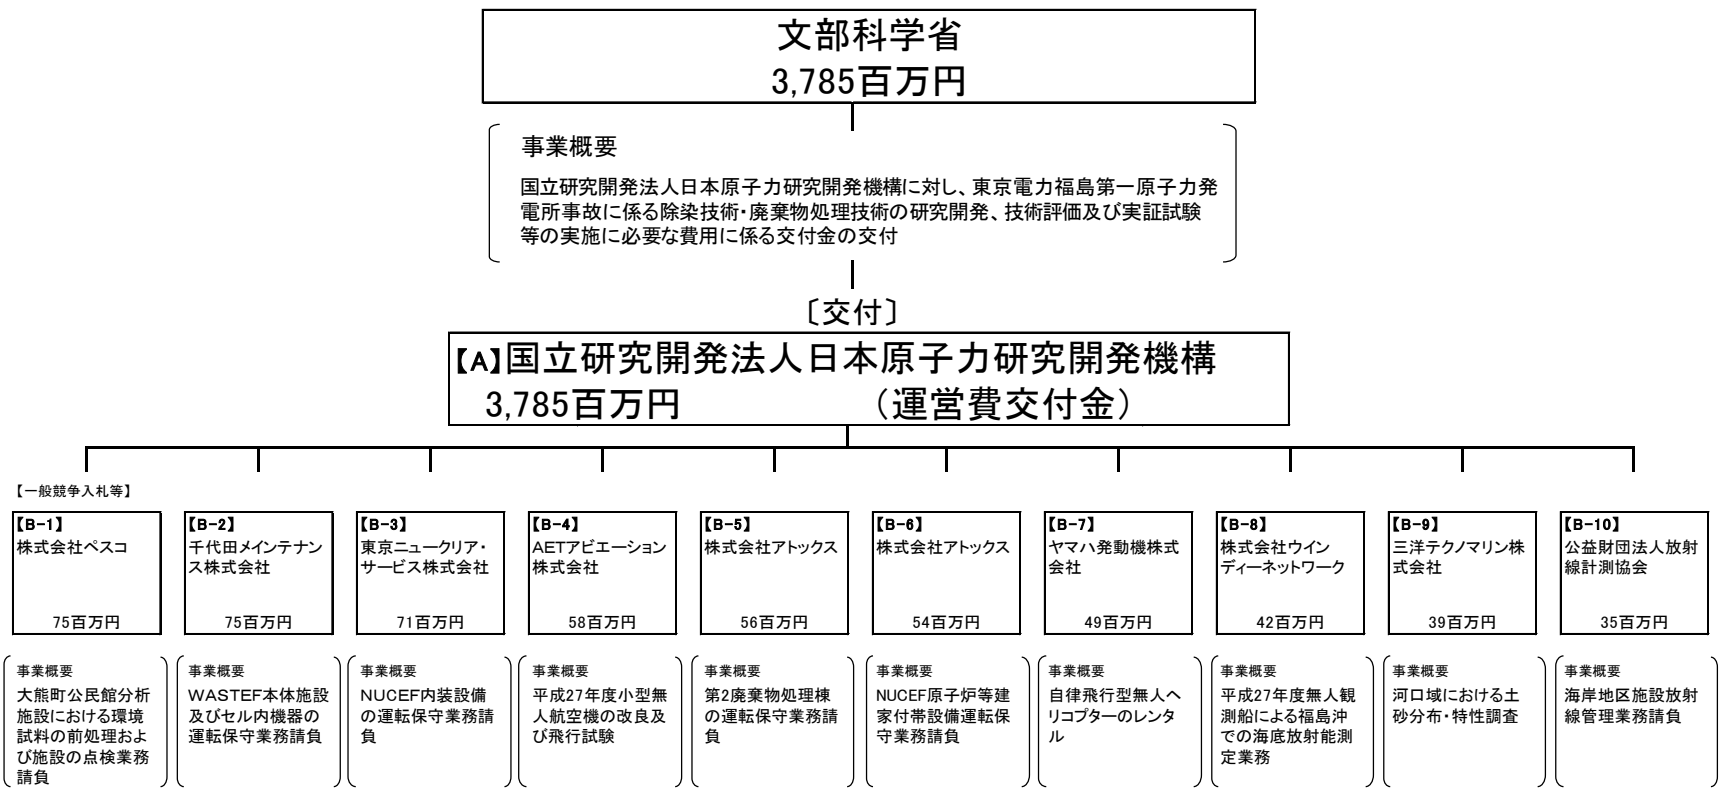 文部科学省
3,785百万円
事業概要
国立研究開発法人日本原子力研究開発機構に対し、東京電力福島第一原子力発
電所事故に係る除染技術・廃棄物処理技術の研究開発、技術評価及び実証試験
等の実施に必要な費用に係る交付金の交付
〔交付〕
【A】国立研究開発法人日本原子力研究開発機構
3,785百万円 （運営費交付金）
【一般競争入札等】
【B-1】
株式会社ペスコ
75百万円
事業概要
大熊町公民館分析
施設における環境
試料の前処理およ
び施設の点検業務
請負
【B-2】
千代田メインテナン
ス株式会社
75百万円
事業概要
WASTEF本体施設
及びセル内機器の
運転保守業務請負
【B-3】
東京ニュークリア・
サービス株式会社
71百万円
事業概要
NUCEF内装設備
の運転保守業務請
負
【B-4】
AETアビエーション
株式会社
58百万円
事業概要
平成27年度小型無
人航空機の改良及
び飛行試験
【B-5】
株式会社アトックス
56百万円
事業概要
第2廃棄物処理棟
の運転保守業務請
負
【B-6】
株式会社アトックス
54百万円
事業概要
NUCEF原子炉等建
家付帯設備運転保
守業務請負
【B-7】
ヤマハ発動機株式
会社
49百万円
事業概要
自律飛行型無人ヘ
リコプターのレンタ
ル
【B-8】
株式会社ウイン
ディーネットワーク
42百万円
事業概要
平成27年度無人観
測船による福島沖
での海底放射能測
定業務
【B-9】
三洋テクノマリン株
式会社
39百万円
事業概要
河口域における土
砂分布・特性調査
【B-10】
公益財団法人放射
線計測協会
35百万円
事業概要
海岸地区施設放射
線管理業務請負